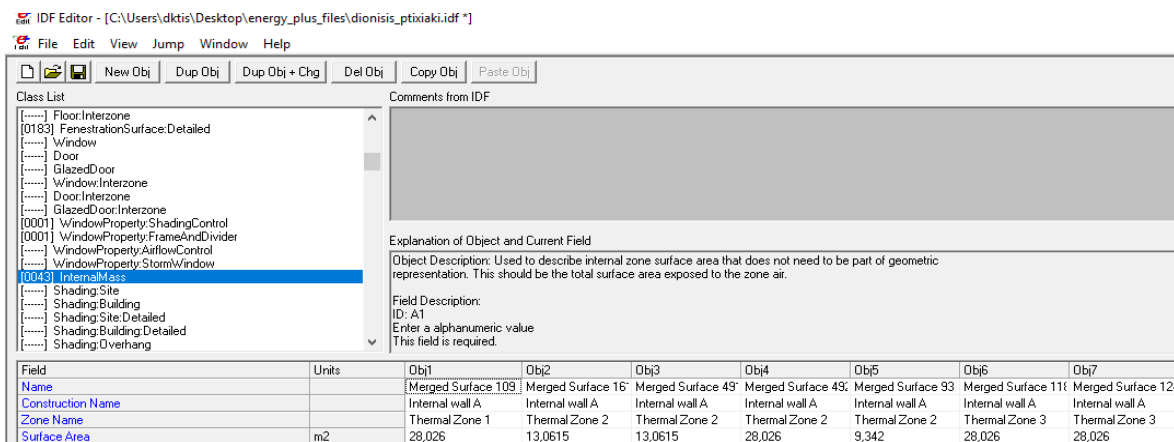 IDF Editor - [C:\Users\dktis\Desktop\energy_plus_files\dionisis_ptixiaki.idf *]
File Edit View Jump Window Help
New Obj Dup Obj Dup Obj + Chg Del Obj Copy Obj Paste Obj
Class List
[------] Floor:Interzone
[0183] FenestrationSurface:Detailed
[------] Window
[------] Door
[------] GlazedDoor
[------] Window:Interzone
[------] Door:Interzone
[------] GlazedDoor:Interzone
[0001] WindowProperty:ShadingControl
[0001] WindowProperty:FrameAndDivider
[------] WindowProperty:AirflowControl
[------] WindowProperty:StormWindow
[0043] InternalMass
[------] Shading:Site
[------] Shading:Building
[------] Shading:Site:Detailed
[------] Shading:Building:Detailed
[------] Shading:Overhang
Comments from IDF
Explanation of Object and Current Field
Object Description: Used to describe internal zone surface area that does not need to be part of geometric
representation. This should be the total surface area exposed to the zone air.
Field Description:
ID: A1
Enter a alphanumeric value
This field is required.
Field Units Obj1 Obj2 Obj3 Obj4 Obj5 Obj6 Obj7
Name Merged Surface 109 Merged Surface 16 Merged Surface 49 Merged Surface 492 Merged Surface 93 Merged Surface 118 Merged Surface 12
Construction Name Internal wall A Internal wall A Internal wall A Internal wall A Internal wall A Internal wall A Internal wall A
Zone Name Thermal Zone 1 Thermal Zone 2 Thermal Zone 2 Thermal Zone 2 Thermal Zone 2 Thermal Zone 3 Thermal Zone 3
Surface Area m2 28,026 13,0615 13,0615 28,026 9,342 28,026 28,026